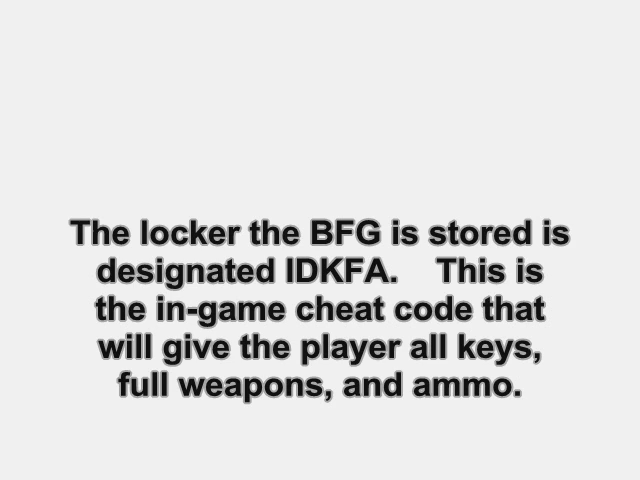 The locker the BFG is stored is
designated IDKFA.    This is
the in-game cheat code that
will give the player all keys,
full weapons, and ammo.